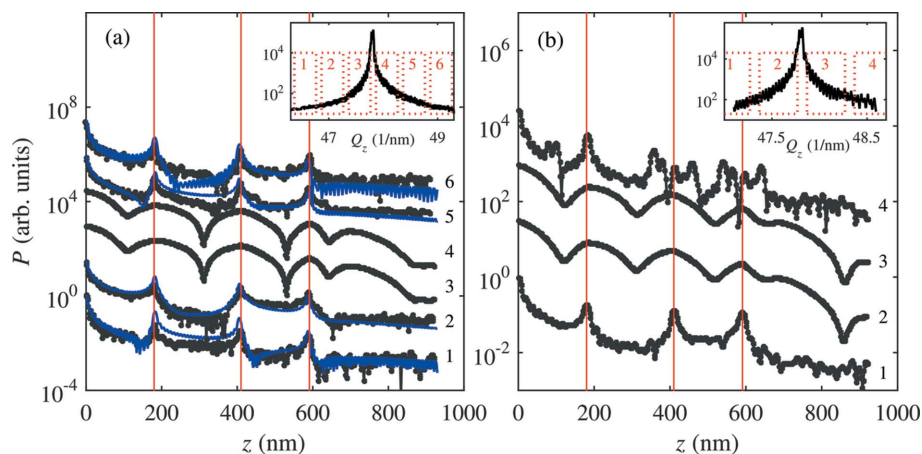 (a)
1 2 3 4 5 6
10^4
10^2
47 49
Q_z (1/nm)
10^8
10^4
10^0
10^-4
P (arb. units)
6
5
4
3
2
1
0 200 400 600 800 1000
z (nm)
(b)
1 2 3 4
10^4
10^2
47.5 48.5
Q_z (1/nm)
10^6
10^4
10^2
10^0
10^-2
4
3
2
1
0 200 400 600 800 1000
z (nm)